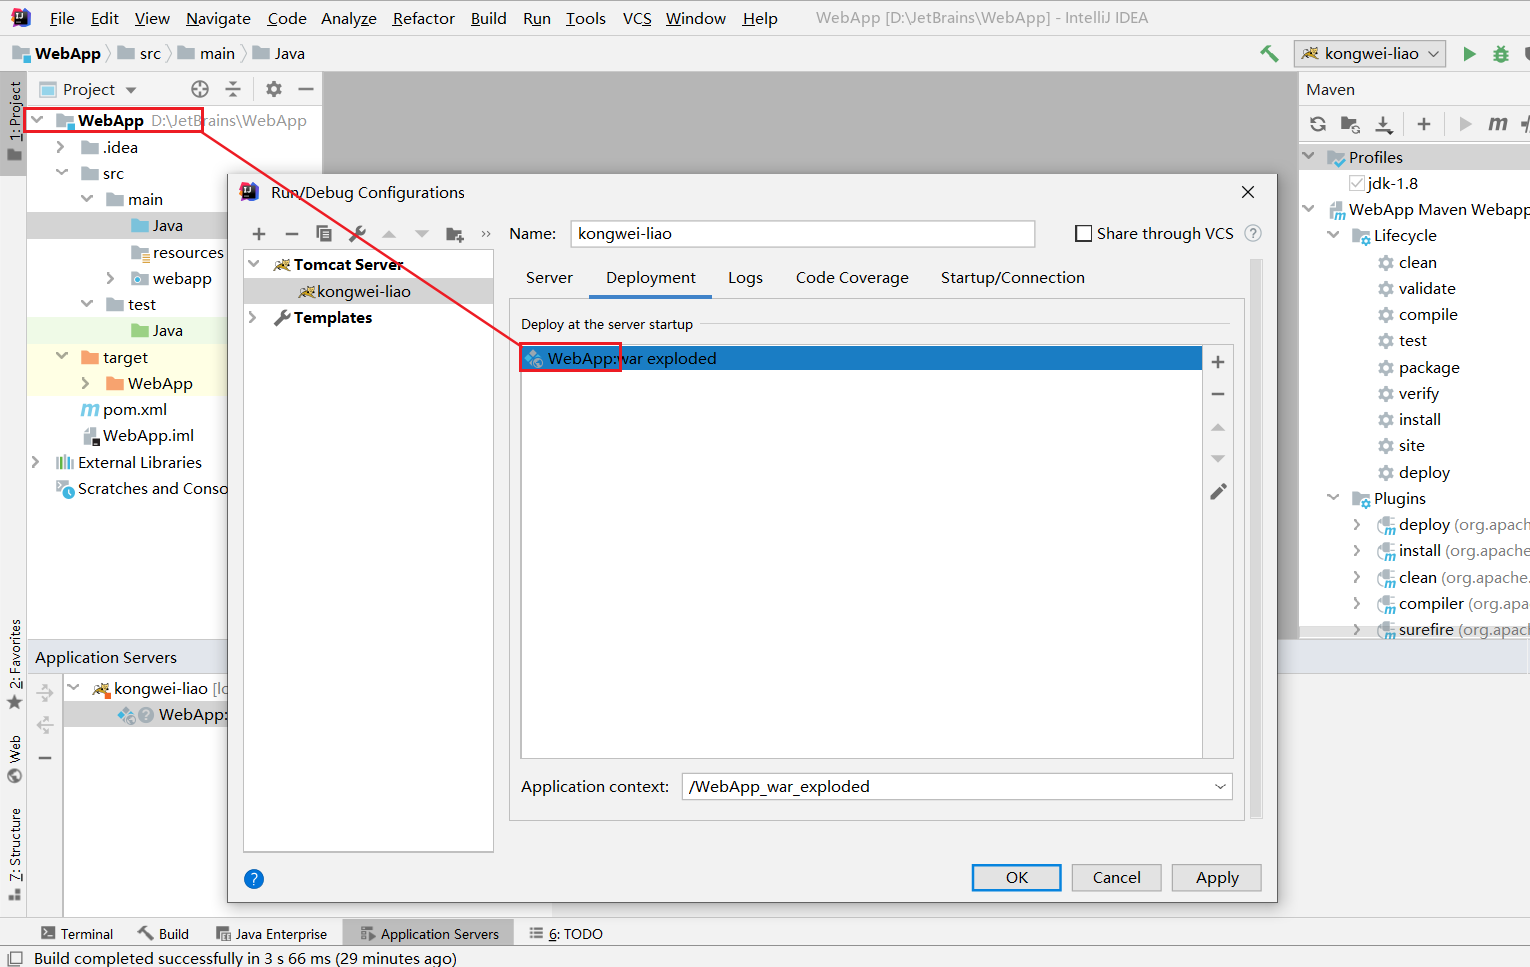 File Edit View Navigate Code Analyze Refactor Build Run Tools VCS Window Help WebApp [D:\JetBrains\WebApp] - IntelliJ IDEA
WebApp src main Java kongwei-liao
1: Project
Project
WebApp D:\JetBrains\WebApp
.idea
src
main
Java
resources
webapp
test
Java
target
WebApp
pom.xml
WebApp.iml
External Libraries
Scratches and Conso
Run/Debug Configurations
Tomcat Server
kongwei-liao
Templates
Name: kongwei-liao Share through VCS
Server Deployment Logs Code Coverage Startup/Connection
Deploy at the server startup
WebApp:war exploded
Application context: /WebApp_war_exploded
OK Cancel Apply
Maven
Profiles
jdk-1.8
WebApp Maven Webapp
Lifecycle
clean
validate
compile
test
package
verify
install
site
deploy
Plugins
deploy (org.apach
install (org.apache
clean (org.apache.
compiler (org.apa
surefire (org.apach
2: Favorites
Web
7: Structure
Application Servers
kongwei-liao [lo
WebApp:
Terminal Build Java Enterprise Application Servers 6: TODO
Build completed successfully in 3 s 66 ms (29 minutes ago)